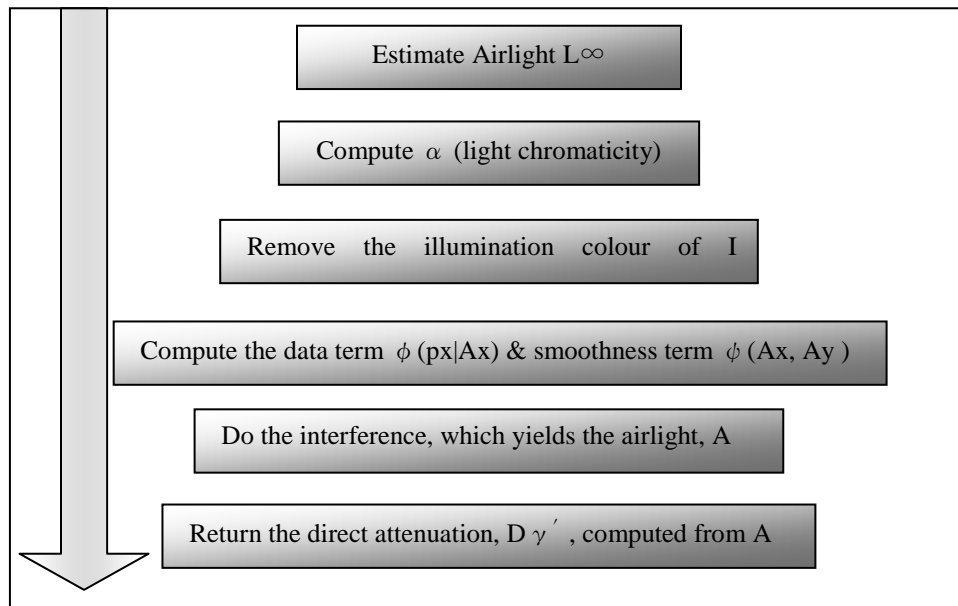 Estimate Airlight L∞
Compute α (light chromaticity)
Remove the illumination colour of I
Compute the data term ϕ (px|Ax) & smoothness term ψ (Ax, Ay )
Do the interference, which yields the airlight, A
Return the direct attenuation, D γ ′ , computed from A